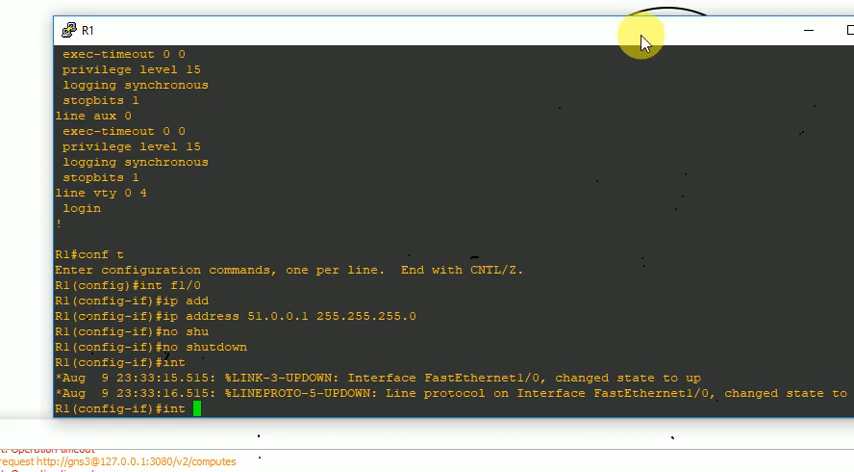 R1
exec-timeout 0 0
privilege level 15
logging synchronous
stopbits 1
line aux 0
exec-timeout 0 0
privilege level 15
logging synchronous
stopbits 1
line vty 0 4
login
!
R1#conf t
Enter configuration commands, one per line.  End with CNTL/Z.
R1(config)#int f1/0
R1(config-if)#ip add
R1(config-if)#ip address 51.0.0.1 255.255.255.0
R1(config-if)#no shu
R1(config-if)#no shutdown
R1(config-if)#int
*Aug  9 23:33:15.515: %LINK-3-UPDOWN: Interface FastEthernet1/0, changed state to up
*Aug  9 23:33:16.515: %LINEPROTO-5-UPDOWN: Line protocol on Interface FastEthernet1/0, changed state to
R1(config-if)#int
t: Operation timeout
request http://gns3@127.0.0.1:3080/v2/computes